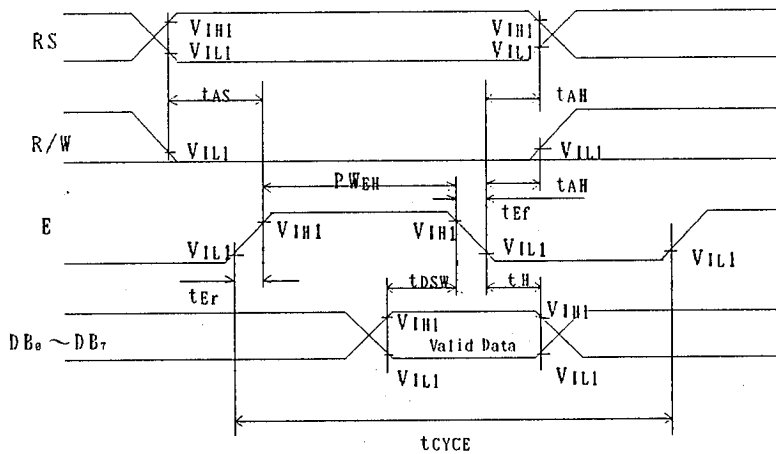 RS VIH1 VIL1 VIH1 VIL1
tAS tAH
R/W VIL1 VIL1
PWEH tAH
tEf
E VIL1 VIH1 VIH1 VIL1 VIL1
tEr tDSW tH
DB₀ ~DB₇ VIH1 Valid Data VIH1
VIL1 VIL1
tCYCE